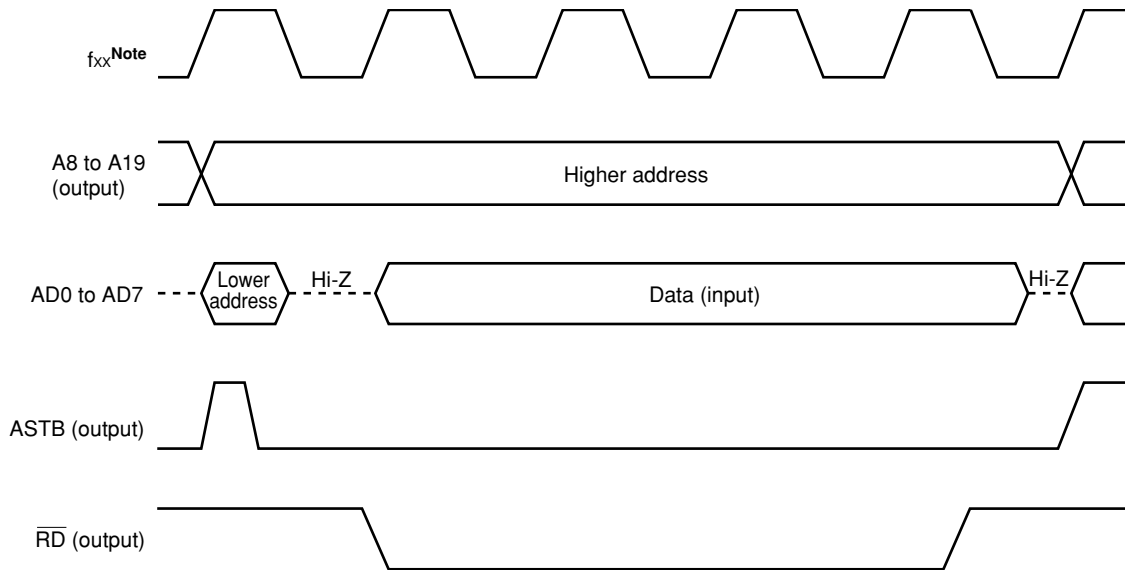 fxxNote
A8 to A19
(output)
Higher address
AD0 to AD7
Lower
address
Hi-Z
Data (input)
Hi-Z
ASTB (output)
RD (output)